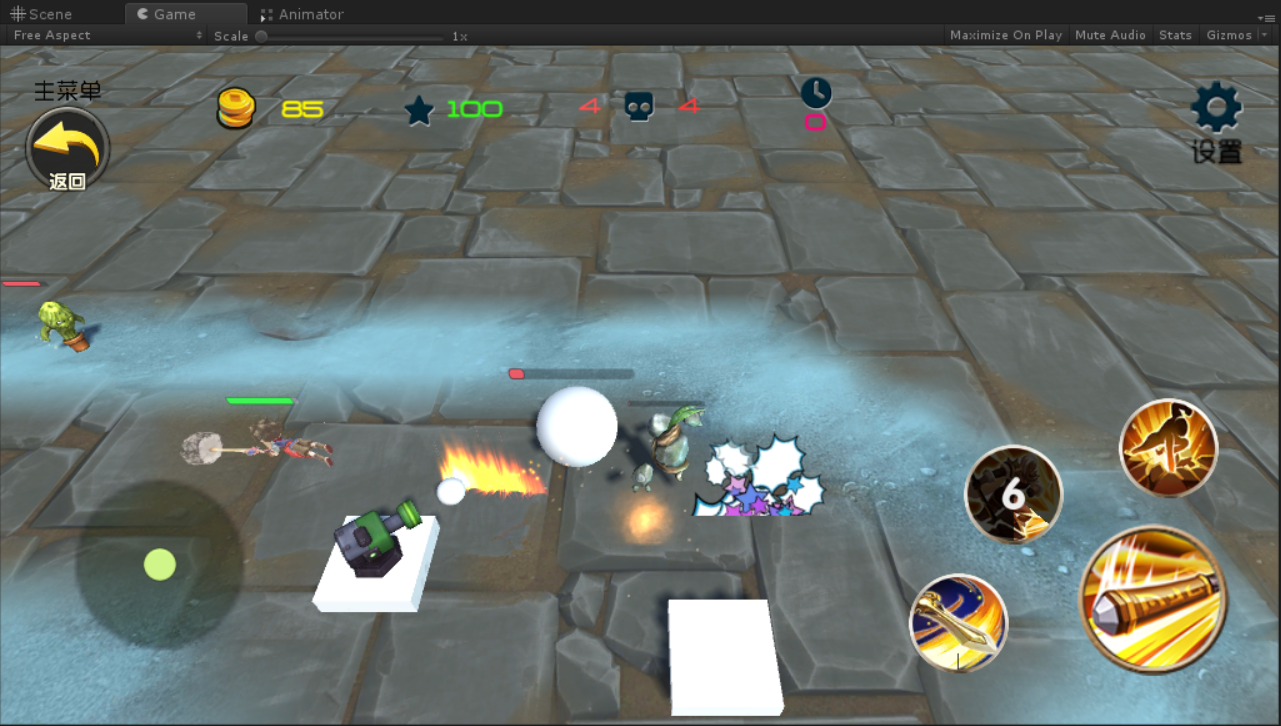 Scene
Game
Animator
Free Aspect
Scale
1x
Maximize On Play
Mute Audio
Stats
Gizmos
主菜单
85
100
4
4
0
返回
设置
6